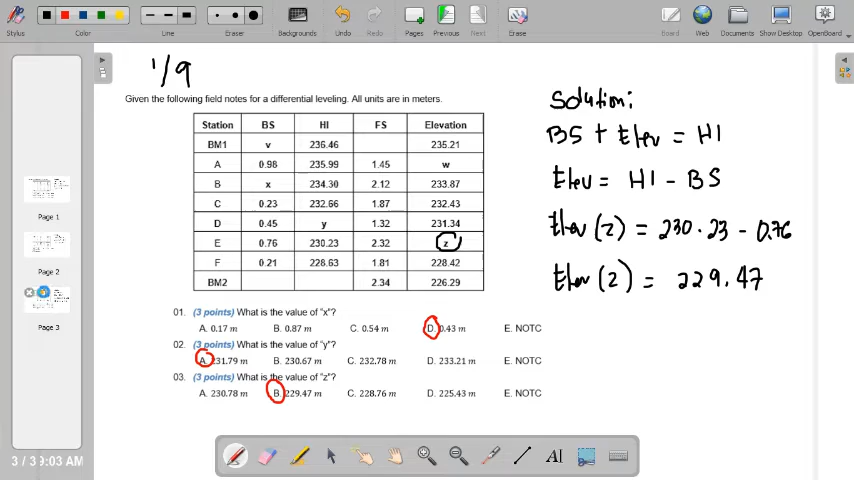 Stylus
Color
Line
Eraser
Backgrounds
Undo
Redo
Pages
Previous
Next
Erase
Board
Web
Documents
Show Desktop
OpenBoard
1/9
Given the following field notes for a differential leveling. All units are in meters.
Station BS HI FS Elevation
BM1 v 236.46 235.21
A 0.98 235.99 1.45 w
B x 234.30 2.12 233.87
C 0.23 232.66 1.87 232.43
D 0.45 y 1.32 231.34
E 0.76 230.23 2.32 z
F 0.21 228.63 1.81 228.42
BM2 2.34 226.29
01. (3 points) What is the value of "x"?
A. 0.17 m B. 0.87 m C. 0.54 m D. 0.43 m E. NOTC
02. (3 points) What is the value of "y"?
A. 231.79 m B. 230.67 m C. 232.78 m D. 233.21 m E. NOTC
03. (3 points) What is the value of "z"?
A. 230.78 m B. 229.47 m C. 228.76 m D. 225.43 m E. NOTC
Solution:
BS + Elev = HI
Elev = HI - BS
Elev (z) = 230.23 - 0.76
Elev (z) = 229.47
Page 1
Page 2
Page 3
3 / 3
9:03 AM
AI